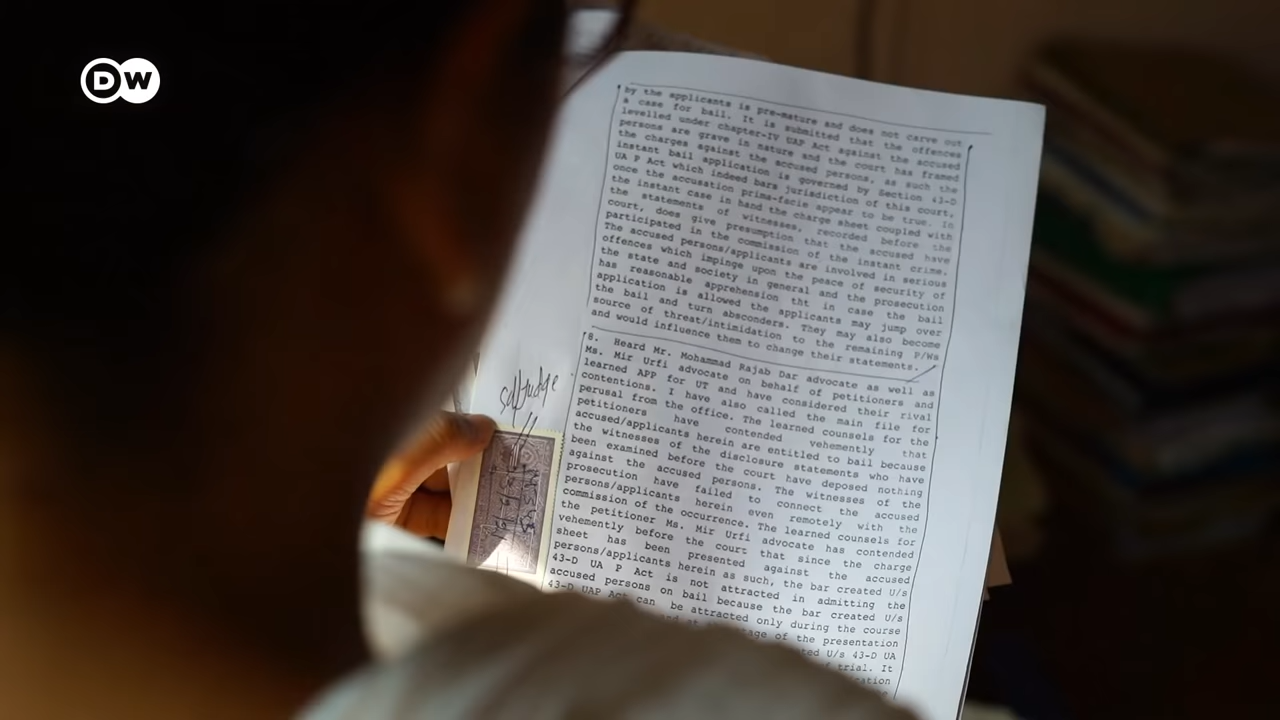 DW
by the applicants is pre-mature and does not carve out
a case for bail. It is submitted that the offences
levelled under chapter-IV UAP Act against the accused
persons are grave in nature and the court has framed
the charges against the accused persons, as such the
instant bail application is governed by Section 43-D
UA P Act which indeed bars jurisdiction of this court,
once the accusation prima-facie appear to be true. In
the instant case in hand the charge sheet coupled with
the statements of witnesses, recorded before the
court, does give presumption that the accused have
participated in the commission of the instant crime.
The accused persons/applicants are involved in serious
offences which impinge upon the peace of security of
the state and society in general and the prosecution
has reasonable apprehension tht in case the bail
application is allowed the applicants may jump over
the bail and turn absconders. They may also become
source of threat/intimidation to the remaining P/Ws
and would influence them to change their statements.
8. Heard Mr. Mohammad Rajab Dar advocate as well as
Ms. Mir Urfi advocate on behalf of petitioners and
learned APP for UT and have considered their rival
contentions. I have also called the main file for
perusal from the office. The learned counsels for the
petitioners have contended vehemently that
accused/applicants herein are entitled to bail because
the witnesses of the disclosure statements who have
been examined before the court have deposed nothing
against the accused persons. The witnesses of the
prosecution have failed to connect the accused
persons/applicants herein even remotely with the
commission of the occurrence. The learned counsels for
the petitioner Ms. Mir Urfi advocate has contended
vehemently before the court that since the charge
sheet has been presented against the accused
persons/applicants herein as such, the bar created U/s
43-D UA P Act is not attracted in admitting the
accused persons on bail because the bar created U/s
43-D UAP Act can be attracted only during the course
stage of the presentation
U/s 43-D UA
trial. It
sd/Judge